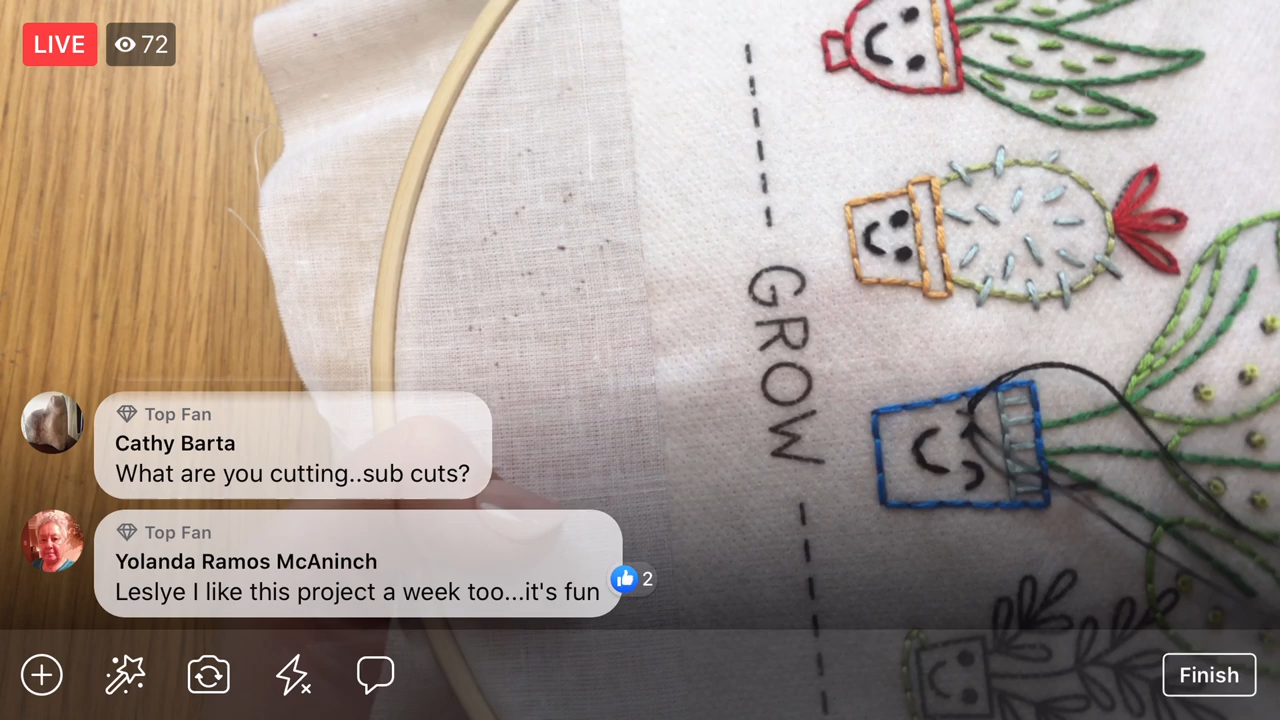 LIVE
72
GROW
Top Fan
Cathy Barta
What are you cutting..sub cuts?
Top Fan
Yolanda Ramos McAninch
Leslye I like this project a week too...it's fun
2
Finish